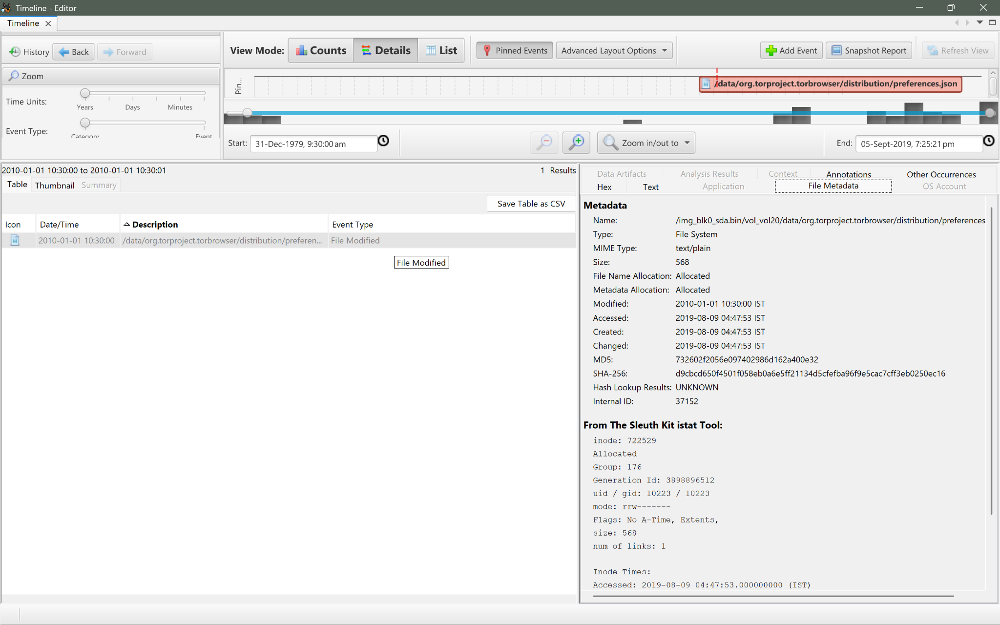 Timeline - Editor
Timeline
History Back Forward
View Mode: Counts Details List Pinned Events Advanced Layout Options Add Event Snapshot Report Refresh View
Zoom
Time Units:
Years Days Minutes
Event Type:
Category Event
Pin...
/data/org.torproject.torbrowser/distribution/preferences.json
Start: 31-Dec-1979, 9:30:00 am Zoom in/out to End: 05-Sept-2019, 7:25:21 pm
2010-01-01 10:30:00 to 2010-01-01 10:30:01 1 Results
Table Thumbnail Summary
Save Table as CSV
Icon Date/Time Description Event Type
2010-01-01 10:30:00 /data/org.torproject.torbrowser/distribution/preferen... File Modified
File Modified
Data Artifacts Analysis Results Context Annotations Other Occurrences
Hex Text Application File Metadata OS Account
Metadata
Name: /img_blk0_sda.bin/vol_vol20/data/org.torproject.torbrowser/distribution/preferences
Type: File System
MIME Type: text/plain
Size: 568
File Name Allocation: Allocated
Metadata Allocation: Allocated
Modified: 2010-01-01 10:30:00 IST
Accessed: 2019-08-09 04:47:53 IST
Created: 2019-08-09 04:47:53 IST
Changed: 2019-08-09 04:47:53 IST
MD5: 732602f2056e097402986d162a400e32
SHA-256: d9cbcd650f4501f058eb0a6e5ff21134d5cfefba96f9e5cac7cff3eb0250ec16
Hash Lookup Results: UNKNOWN
Internal ID: 37152
From The Sleuth Kit istat Tool:
inode: 722529
Allocated
Group: 176
Generation Id: 3898896512
uid / gid: 10223 / 10223
mode: rrw-------
Flags: No A-Time, Extents,
size: 568
num of links: 1
Inode Times:
Accessed: 2019-08-09 04:47:53.000000000 (IST)